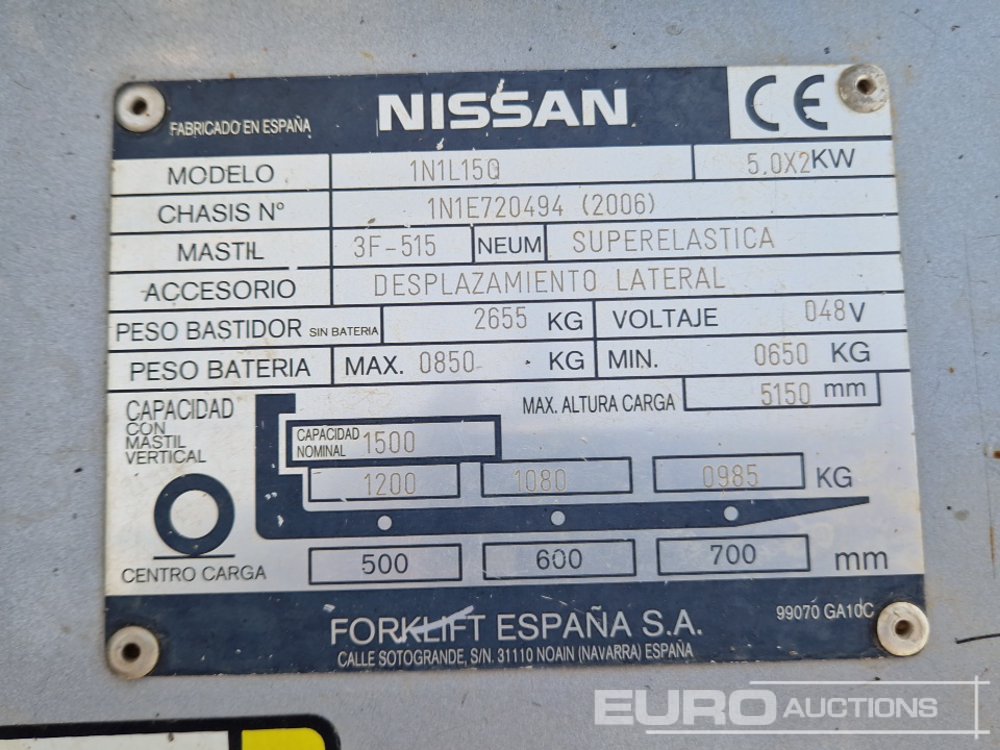 FABRICADO EN ESPAÑA NISSAN CE
MODELO 1N1L15Q 5.0X2KW
CHASIS Nº 1N1E720494 (2006)
MASTIL 3F-515 NEUM SUPERELASTICA
ACCESORIO DESPLAZAMIENTO LATERAL
PESO BASTIDOR SIN BATERIA 2655 KG VOLTAJE 048V
PESO BATERIA MAX. 0850 KG MIN. 0650 KG
MAX. ALTURA CARGA 5150 mm
CAPACIDAD
CON
MASTIL
VERTICAL
CAPACIDAD
NOMINAL 1500
1200 1080 0985 KG
CENTRO CARGA 500 600 700 mm
FORKLIFT ESPAÑA S.A. 99070 GA10C
CALLE SOTOGRANDE, S/N. 31110 NOAIN (NAVARRA) ESPAÑA
EURO AUCTIONS